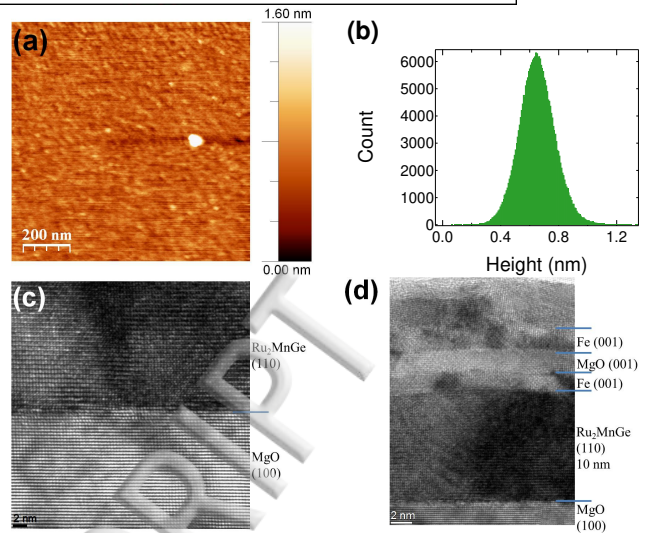 (a)
1.60 nm
200 nm
0.00 nm
(b)
Count
6000
5000
4000
3000
2000
1000
0
0.0 0.4 0.8 1.2
Height (nm)
(c)
Ru₂MnGe
(110)
MgO
(100)
2 nm
(d)
Fe (001)
MgO (001)
Fe (001)
Ru₂MnGe
(110)
10 nm
MgO
(100)
2 nm
RIPT